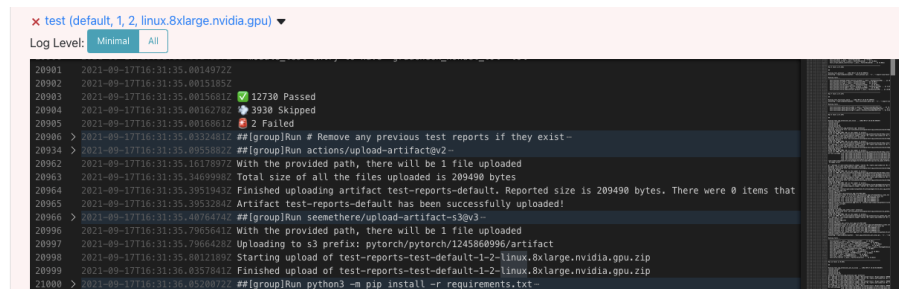 × test (default, 1, 2, linux.8xlarge.nvidia.gpu) ▼
Log Level: Minimal All
20901 2021-09-17T16:31:35.0014972Z
20902 2021-09-17T16:31:35.0015185Z
20903 2021-09-17T16:31:35.0015681Z ✅ 12730 Passed
20904 2021-09-17T16:31:35.0016278Z 💨 3930 Skipped
20905 2021-09-17T16:31:35.0016861Z 🚨 2 Failed
20906 > 2021-09-17T16:31:35.0332481Z ##[group]Run # Remove any previous test reports if they exist⋯
20934 > 2021-09-17T16:31:35.0955882Z ##[group]Run actions/upload-artifact@v2⋯
20962 2021-09-17T16:31:35.1617897Z With the provided path, there will be 1 file uploaded
20963 2021-09-17T16:31:35.3469998Z Total size of all the files uploaded is 209490 bytes
20964 2021-09-17T16:31:35.3951943Z Finished uploading artifact test-reports-default. Reported size is 209490 bytes. There were 0 items that
20965 2021-09-17T16:31:35.3953284Z Artifact test-reports-default has been successfully uploaded!
20966 > 2021-09-17T16:31:35.4076474Z ##[group]Run seemethere/upload-artifact-s3@v3⋯
20996 2021-09-17T16:31:35.7965641Z With the provided path, there will be 1 file uploaded
20997 2021-09-17T16:31:35.7966428Z Uploading to s3 prefix: pytorch/pytorch/1245860996/artifact
20998 2021-09-17T16:31:35.8012189Z Starting upload of test-reports-test-default-1-2-linux.8xlarge.nvidia.gpu.zip
20999 2021-09-17T16:31:36.0357841Z Finished upload of test-reports-test-default-1-2-linux.8xlarge.nvidia.gpu.zip
21000 > 2021-09-17T16:31:36.0520072Z ##[group]Run python3 -m pip install -r requirements.txt⋯